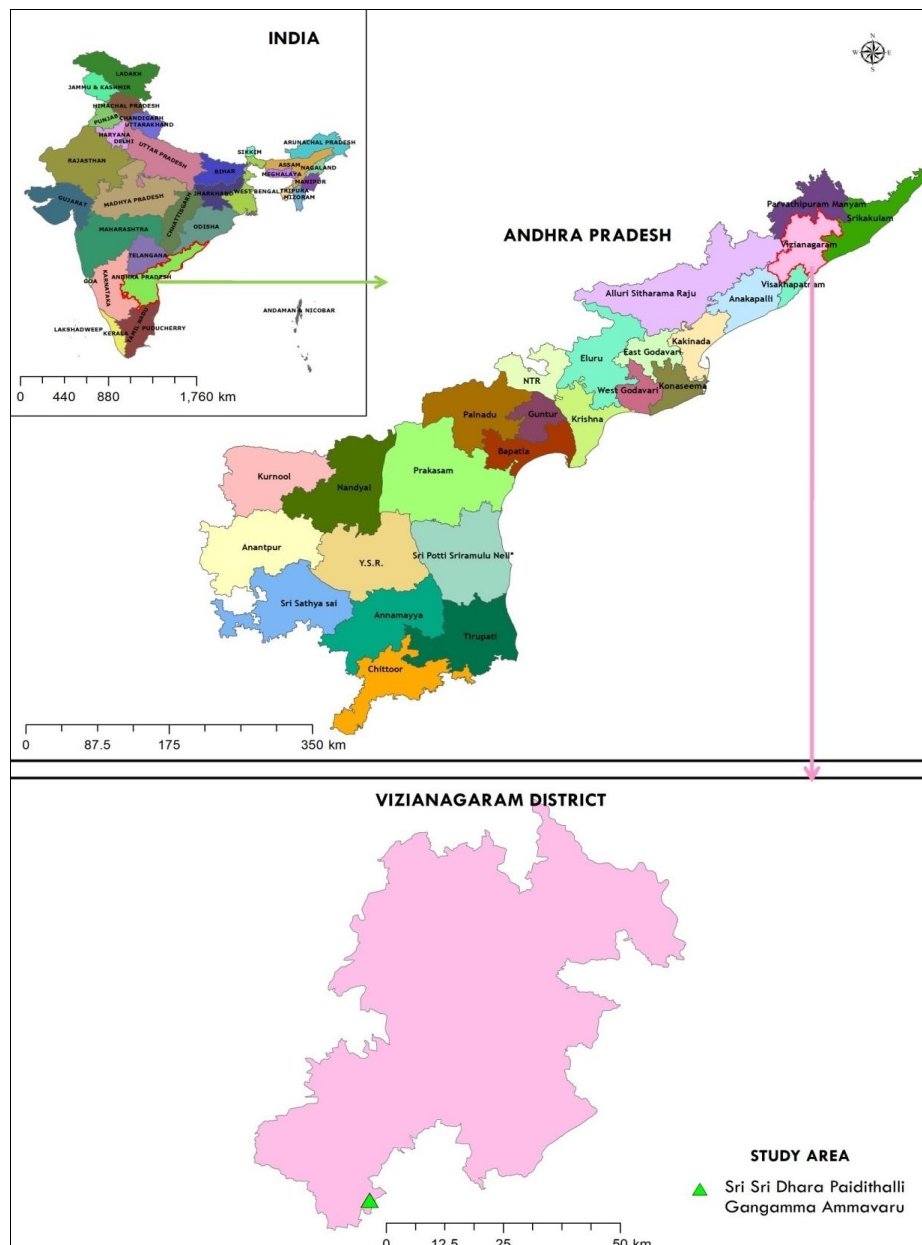 INDIA
LADAKH
JAMMU & KASHMIR
HIMACHAL PRADESH
PUNJAB
CHANDIGARH
UTTARAKHAND
HARYANA
DELHI
UTTAR PRADESH
RAJASTHAN
SIKKIM
ARUNACHAL PRADESH
ASSAM
NAGALAND
MEGHALAYA
MANIPUR
TRIPURA
MIZORAM
BIHAR
JHARKHAND
WEST BENGAL
GUJARAT
MADHYA PRADESH
CHHATTISGARH
ODISHA
MAHARASHTRA
TELANGANA
GOA
KARNATAKA
ANDHRA PRADESH
ANDAMAN & NICOBAR
LAKSHADWEEP
KERALA
TAMIL NADU
PUDUCHERRY
0 440 880 1,760 km
N
W E
S
ANDHRA PRADESH
Parvathipuram Manyam
Srikakulam
Vizianagaram
Visakhapatnam
Alluri Sitharama Raju
Anakapalli
Kakinada
East Godavari
Eluru
NTR
West Godavari
Konaseema
Palnadu
Guntur
Krishna
Bapatla
Prakasam
Kurnool
Nandyal
Anantpur
Y.S.R.
Sri Potti Sriramulu Nell*
Sri Sathya sai
Annamayya
Tirupati
Chittoor
0 87.5 175 350 km
VIZIANAGARAM DISTRICT
STUDY AREA
Sri Sri Dhara Paidithalli
Gangamma Ammavaru
0 12.5 25 50 km